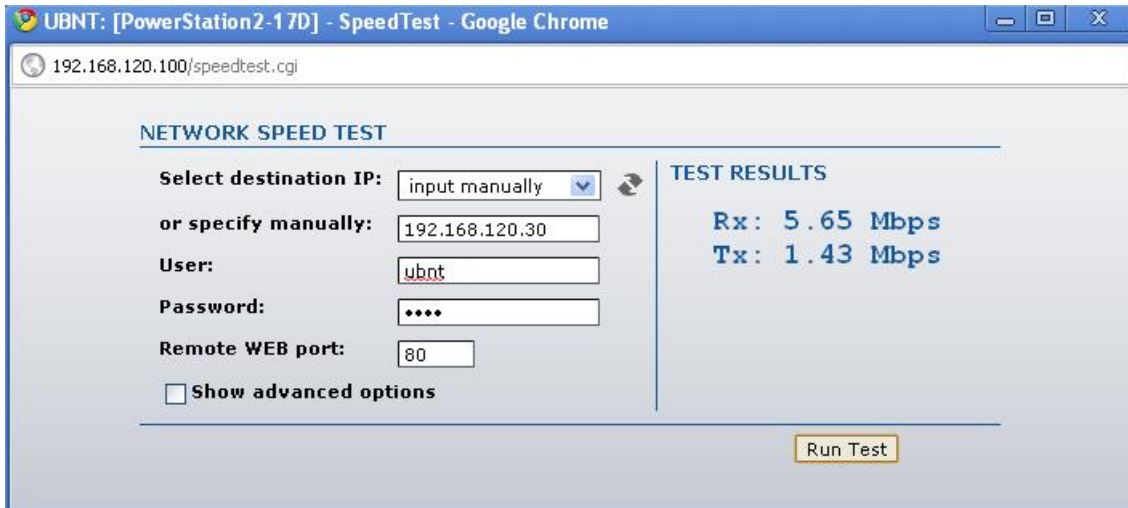 UBNT: [PowerStation2-17D] - SpeedTest - Google Chrome
192.168.120.100/speedtest.cgi
NETWORK SPEED TEST
Select destination IP: input manually
or specify manually: 192.168.120.30
User: ubnt
Password: ••••
Remote WEB port: 80
Show advanced options
TEST RESULTS
Rx: 5.65 Mbps
Tx: 1.43 Mbps
Run Test